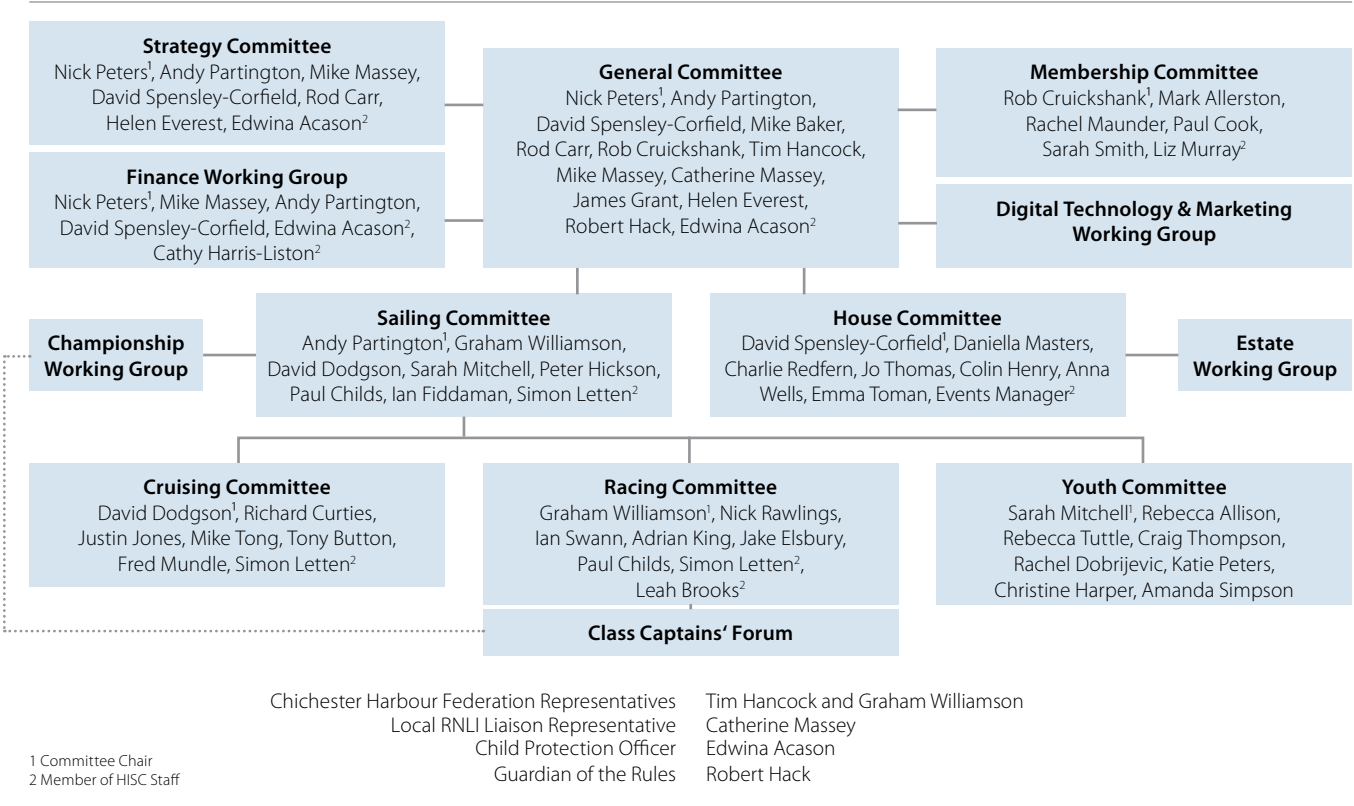 Strategy Committee
Nick Peters¹, Andy Partington, Mike Massey,
David Spensley-Corfield, Rod Carr,
Helen Everest, Edwina Acason²
Finance Working Group
Nick Peters¹, Mike Massey, Andy Partington,
David Spensley-Corfield, Edwina Acason²,
Cathy Harris-Liston²
General Committee
Nick Peters¹, Andy Partington,
David Spensley-Corfield, Mike Baker,
Rod Carr, Rob Cruickshank, Tim Hancock,
Mike Massey, Catherine Massey,
James Grant, Helen Everest,
Robert Hack, Edwina Acason²
Membership Committee
Rob Cruickshank¹, Mark Allerston,
Rachel Maunder, Paul Cook,
Sarah Smith, Liz Murray²
Digital Technology & Marketing
Working Group
Championship
Working Group
Sailing Committee
Andy Partington¹, Graham Williamson,
David Dodgson, Sarah Mitchell, Peter Hickson,
Paul Childs, Ian Fiddaman, Simon Letten²
House Committee
David Spensley-Corfield¹, Daniella Masters,
Charlie Redfern, Jo Thomas, Colin Henry, Anna
Wells, Emma Toman, Events Manager²
Estate
Working Group
Cruising Committee
David Dodgson¹, Richard Curties,
Justin Jones, Mike Tong, Tony Button,
Fred Mundle, Simon Letten²
Racing Committee
Graham Williamson¹, Nick Rawlings,
Ian Swann, Adrian King, Jake Elsbury,
Paul Childs, Simon Letten²,
Leah Brooks²
Youth Committee
Sarah Mitchell¹, Rebecca Allison,
Rebecca Tuttle, Craig Thompson,
Rachel Dobrijevic, Katie Peters,
Christine Harper, Amanda Simpson
Class Captains‘ Forum
Chichester Harbour Federation Representatives Tim Hancock and Graham Williamson
Local RNLI Liaison Representative Catherine Massey
Child Protection Officer Edwina Acason
Guardian of the Rules Robert Hack
1 Committee Chair
2 Member of HISC Staff